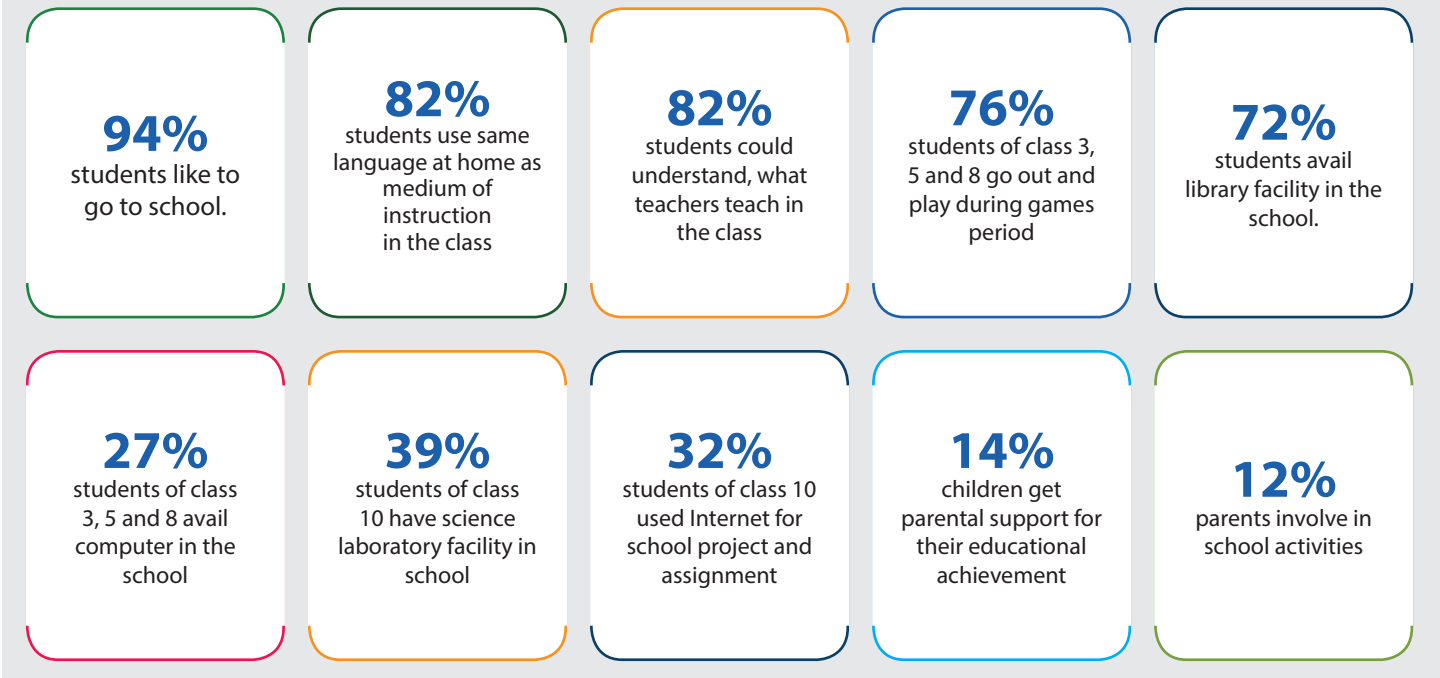 94%
students like to
go to school.
82%
students use same
language at home as
medium of
instruction
in the class
82%
students could
understand, what
teachers teach in
the class
76%
students of class 3,
5 and 8 go out and
play during games
period
72%
students avail
library facility in the
school.
27%
students of class
3, 5 and 8 avail
computer in the
school
39%
students of class
10 have science
laboratory facility in
school
32%
students of class 10
used Internet for
school project and
assignment
14%
children get
parental support for
their educational
achievement
12%
parents involve in
school activities